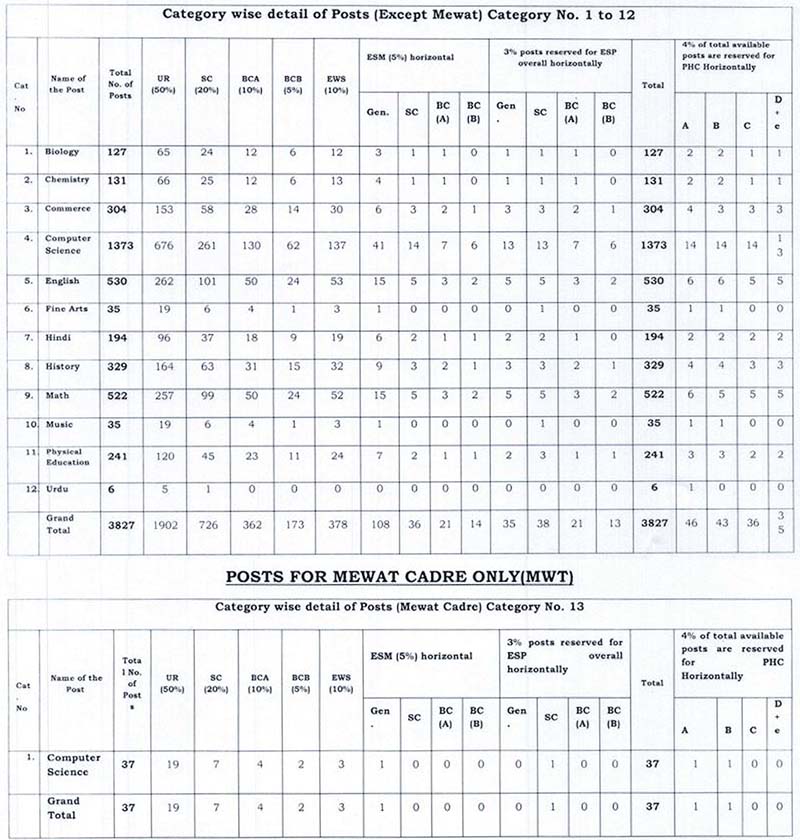 Category wise detail of Posts (Except Mewat) Category No. 1 to 12
Cat . No | Name of the Post | Total No. of Posts | UR (50%) | SC (20%) | BCA (10%) | BCB (5%) | EWS (10%) | ESM (5%) horizontal | 3% posts reserved for ESP overall horizontally | Total | 4% of total available posts are reserved for PHC Horizontally
Gen. | SC | BC (A) | BC (B) | Gen . | SC | BC (A) | BC (B) | A | B | C | D + e
1. | Biology | 127 | 65 | 24 | 12 | 6 | 12 | 3 | 1 | 1 | 0 | 1 | 1 | 1 | 0 | 127 | 2 | 2 | 1 | 1
2. | Chemistry | 131 | 66 | 25 | 12 | 6 | 13 | 4 | 1 | 1 | 0 | 1 | 1 | 1 | 0 | 131 | 2 | 2 | 1 | 1
3. | Commerce | 304 | 153 | 58 | 28 | 14 | 30 | 6 | 3 | 2 | 1 | 3 | 3 | 2 | 1 | 304 | 4 | 3 | 3 | 3
4. | Computer Science | 1373 | 676 | 261 | 130 | 62 | 137 | 41 | 14 | 7 | 6 | 13 | 13 | 7 | 6 | 1373 | 14 | 14 | 14 | 13
5. | English | 530 | 262 | 101 | 50 | 24 | 53 | 15 | 5 | 3 | 2 | 5 | 5 | 3 | 2 | 530 | 6 | 6 | 5 | 5
6. | Fine Arts | 35 | 19 | 6 | 4 | 1 | 3 | 1 | 0 | 0 | 0 | 0 | 1 | 0 | 0 | 35 | 1 | 1 | 0 | 0
7. | Hindi | 194 | 96 | 37 | 18 | 9 | 19 | 6 | 2 | 1 | 1 | 2 | 2 | 1 | 0 | 194 | 2 | 2 | 2 | 2
8. | History | 329 | 164 | 63 | 31 | 15 | 32 | 9 | 3 | 2 | 1 | 3 | 3 | 2 | 1 | 329 | 4 | 4 | 3 | 3
9. | Math | 522 | 257 | 99 | 50 | 24 | 52 | 15 | 5 | 3 | 2 | 5 | 5 | 3 | 2 | 522 | 6 | 5 | 5 | 5
10. | Music | 35 | 19 | 6 | 4 | 1 | 3 | 1 | 0 | 0 | 0 | 0 | 1 | 0 | 0 | 35 | 1 | 1 | 0 | 0
11. | Physical Education | 241 | 120 | 45 | 23 | 11 | 24 | 7 | 2 | 1 | 1 | 2 | 3 | 1 | 1 | 241 | 3 | 3 | 2 | 2
12. | Urdu | 6 | 5 | 1 | 0 | 0 | 0 | 0 | 0 | 0 | 0 | 0 | 0 | 0 | 0 | 6 | 1 | 0 | 0 | 0
Grand Total | 3827 | 1902 | 726 | 362 | 173 | 378 | 108 | 36 | 21 | 14 | 35 | 38 | 21 | 13 | 3827 | 46 | 43 | 36 | 35
POSTS FOR MEWAT CADRE ONLY(MWT)
Category wise detail of Posts (Mewat Cadre) Category No. 13
Cat . No | Name of the Post | Total No. of Posts | UR (50%) | SC (20%) | BCA (10%) | BCB (5%) | EWS (10%) | ESM (5%) horizontal | 3% posts reserved for ESP overall horizontally | Total | 4% of total available posts are reserved for PHC Horizontally
Gen . | SC | BC (A) | BC (B) | Gen . | SC | BC (A) | BC (B) | A | B | C | D + e
1. | Computer Science | 37 | 19 | 7 | 4 | 2 | 3 | 1 | 0 | 0 | 0 | 0 | 1 | 0 | 0 | 37 | 1 | 1 | 0 | 0
Grand Total | 37 | 19 | 7 | 4 | 2 | 3 | 1 | 0 | 0 | 0 | 0 | 1 | 0 | 0 | 37 | 1 | 1 | 0 | 0